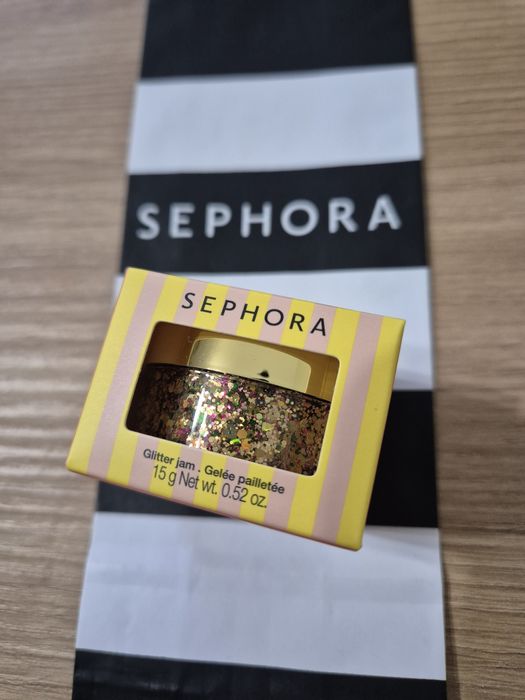 SEPHORA
SEPHORA
Glitter jam . Gelée pailletée
15 g Net wt. 0.52 oz.